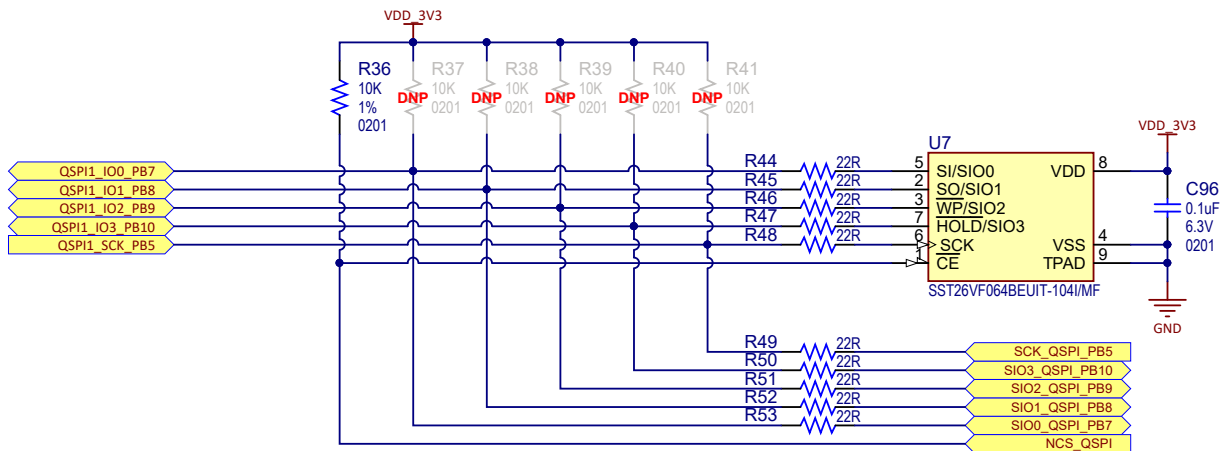 VDD_3V3
R36
10K
1%
0201
R37
10K
DNP
0201
R38
10K
DNP
0201
R39
10K
DNP
0201
R40
10K
DNP
0201
R41
10K
DNP
0201
QSPI1_IO0_PB7
QSPI1_IO1_PB8
QSPI1_IO2_PB9
QSPI1_IO3_PB10
QSPI1_SCK_PB5
R44 22R
R45 22R
R46 22R
R47 22R
R48 22R
U7
5 SI/SIO0 VDD 8
2 SO/SIO1
3 WP/SIO2
7 HOLD/SIO3
6 SCK VSS 4
1 CE TPAD 9
SST26VF064BEUIT-104I/MF
VDD_3V3
C96
0.1uF
6.3V
0201
GND
R49 22R SCK_QSPI_PB5
R50 22R SIO3_QSPI_PB10
R51 22R SIO2_QSPI_PB9
R52 22R SIO1_QSPI_PB8
R53 22R SIO0_QSPI_PB7
NCS_QSPI